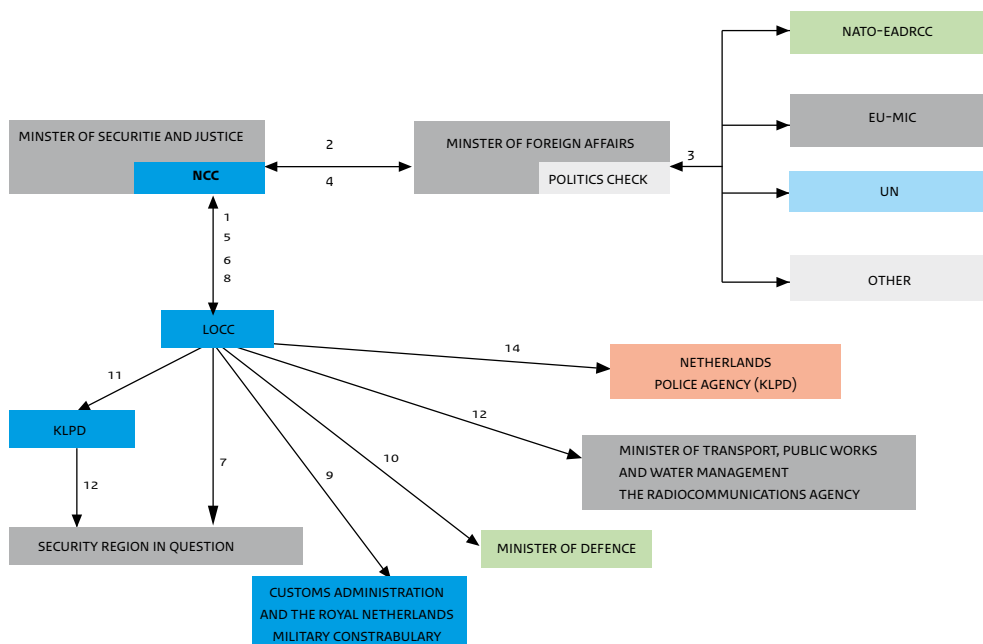 NATO-EADRCC
MINSTER OF SECURITIE AND JUSTICE
NCC
2
4
MINSTER OF FOREIGN AFFAIRS
POLITICS CHECK
3
EU-MIC
UN
OTHER
1
5
6
8
LOCC
14
NETHERLANDS
POLICE AGENCY (KLPD)
11
KLPD
12
7
9
10
12
MINISTER OF TRANSPORT, PUBLIC WORKS
AND WATER MANAGEMENT
THE RADIOCOMMUNICATIONS AGENCY
SECURITY REGION IN QUESTION
MINISTER OF DEFENCE
CUSTOMS ADMINISTRATION
AND THE ROYAL NETHERLANDS
MILITARY CONSTRABULARY